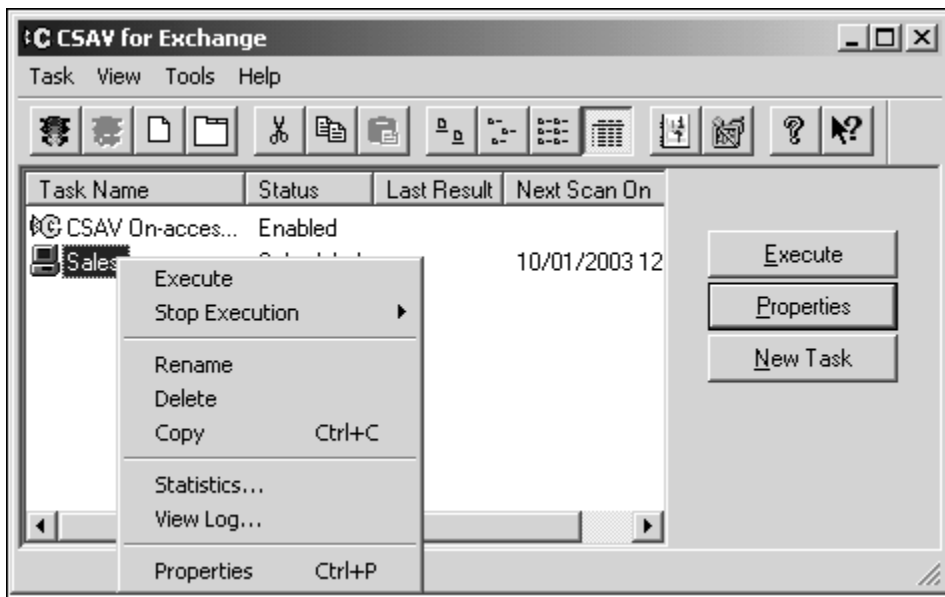 CSAV for Exchange
Task View Tools Help
Task Name Status Last Result Next Scan On
CSAV On-acces... Enabled
Sales 10/01/2003 12
Execute
Stop Execution
Rename
Delete
Copy Ctrl+C
Statistics...
View Log...
Properties Ctrl+P
Execute
Properties
New Task